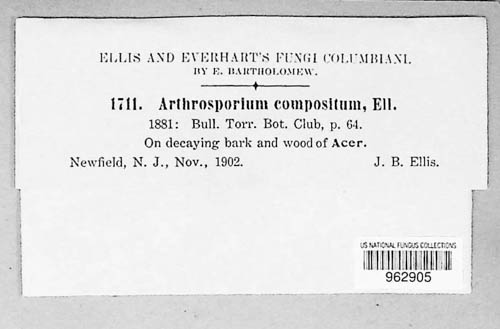 ELLIS AND EVERHART'S FUNGI COLUMBIANI.
BY E. BARTHOLOMEW.
1711. Arthrosporium compositum, Ell.
1881: Bull. Torr. Bot. Club, p. 64.
On decaying bark and wood of Acer.
Newfield, N. J., Nov., 1902. J. B. Ellis.
US NATIONAL FUNGUS COLLECTIONS
962905